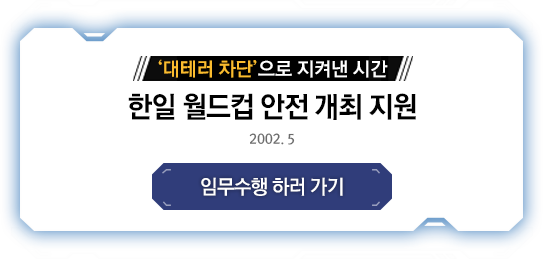 ‘대테러 차단’으로 지켜낸 시간
한일 월드컵 안전 개최 지원
2002. 5
임무수행 하러 가기